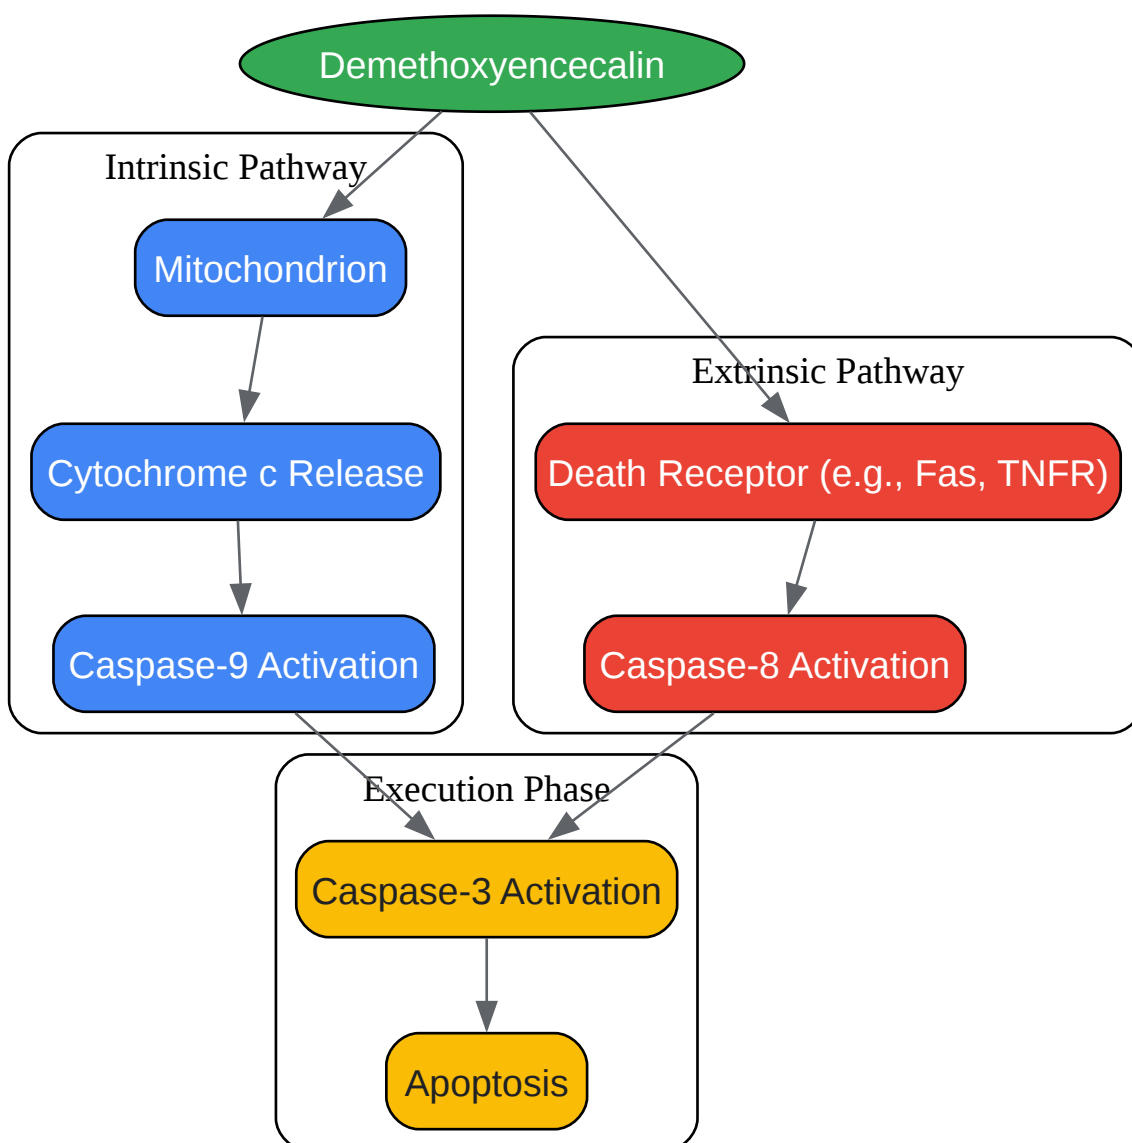 Demethoxyencecalin
Intrinsic Pathway
Mitochondrion
Cytochrome c Release
Caspase-9 Activation
Extrinsic Pathway
Death Receptor (e.g., Fas, TNFR)
Caspase-8 Activation
Execution Phase
Caspase-3 Activation
Apoptosis